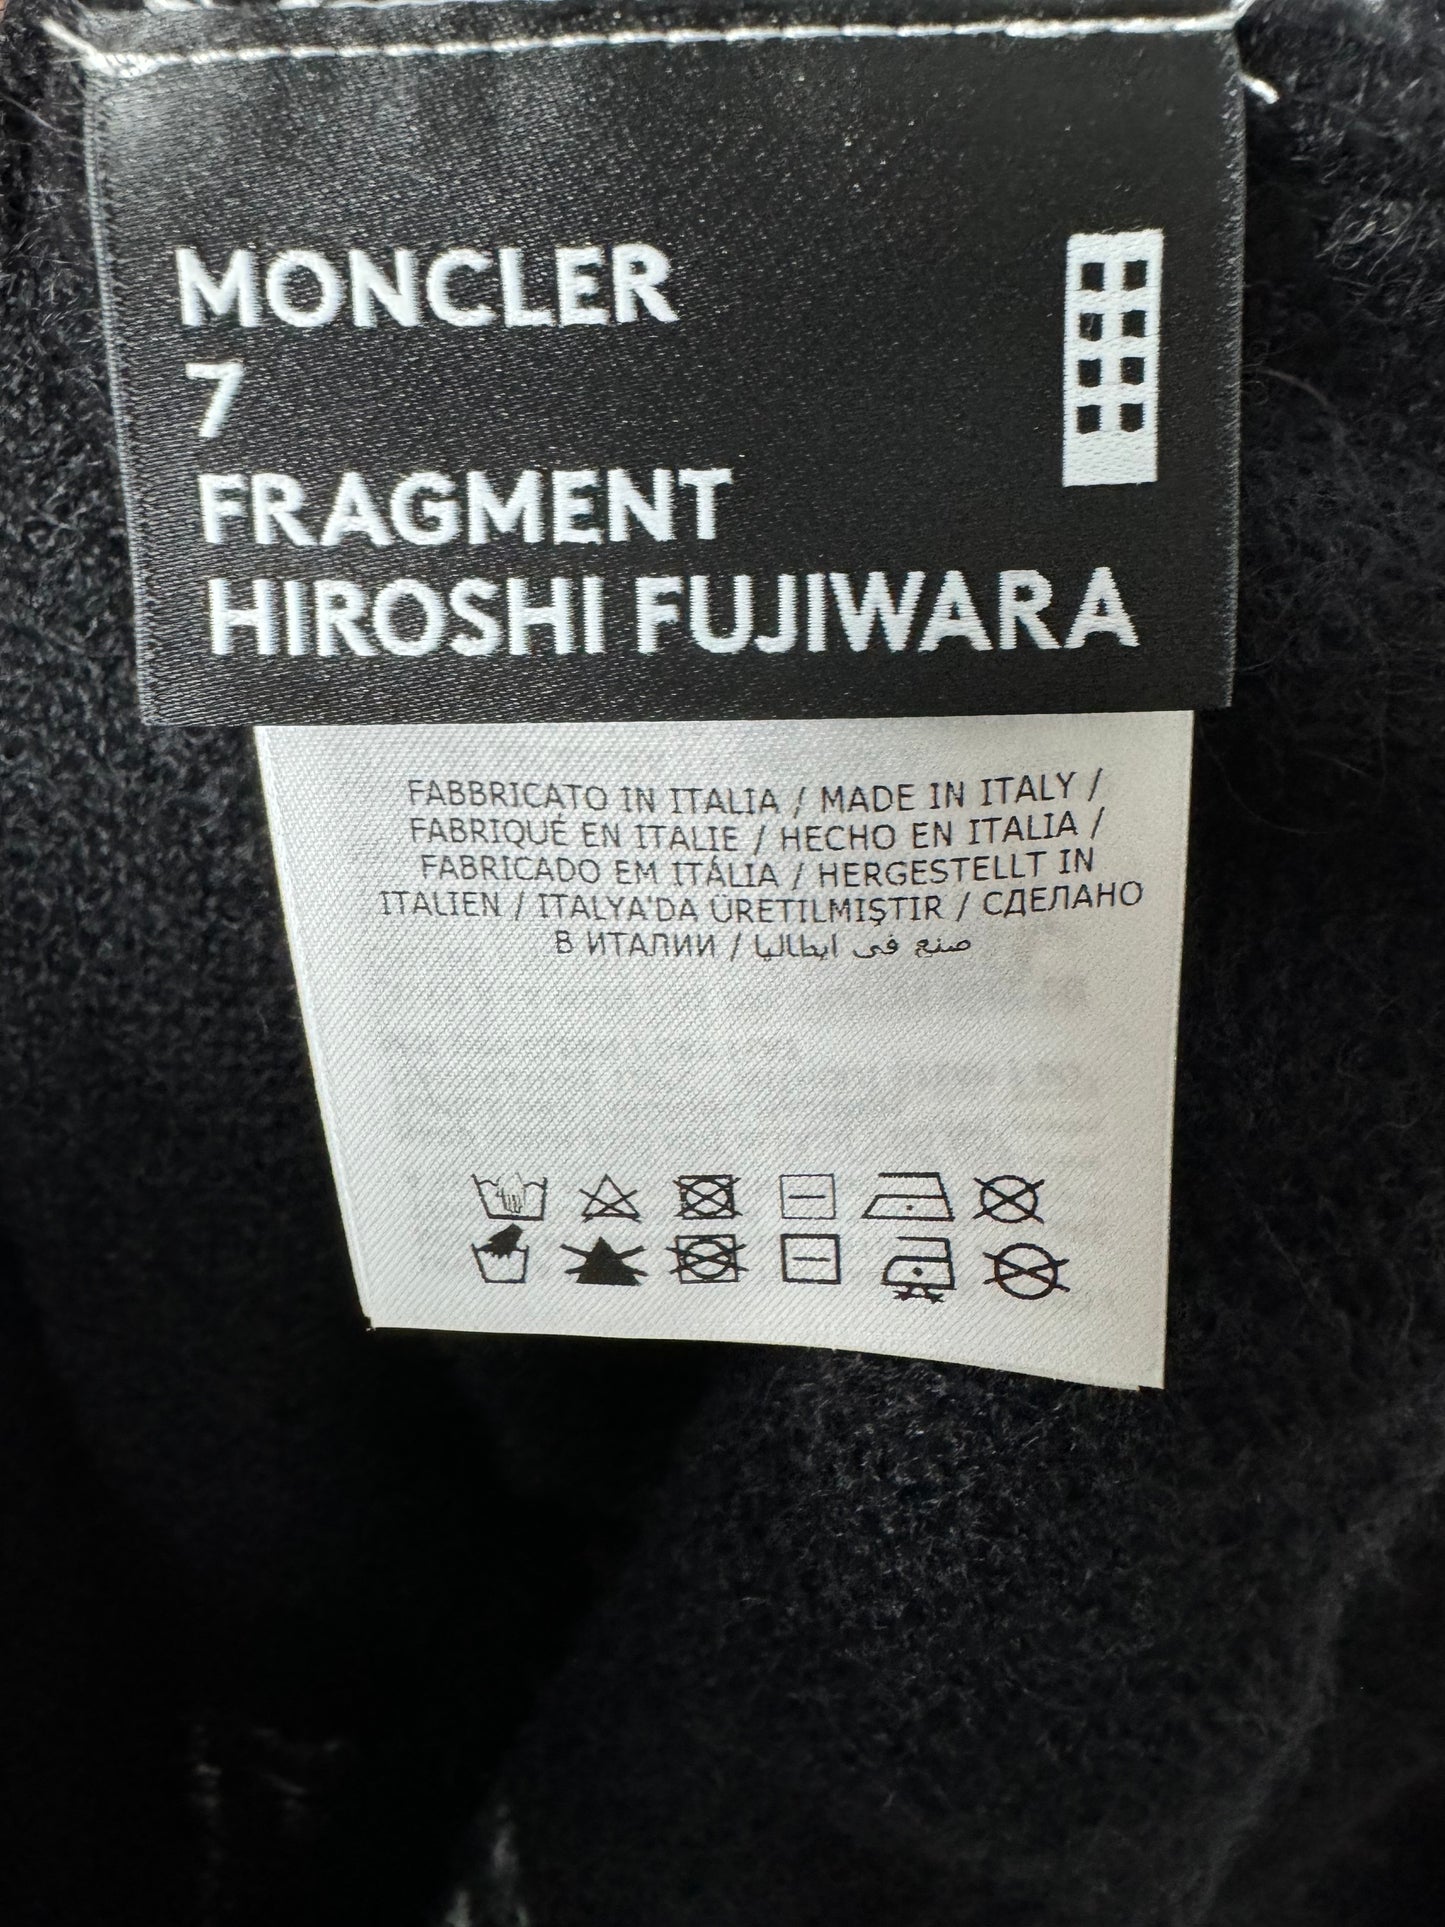 MONCLER
7
FRAGMENT
HIROSHI FUJIWARA
FABBRICATO IN ITALIA / MADE IN ITALY /
FABRIQUÉ EN ITALIE / HECHO EN ITALIA /
FABRICADO EM ITÁLIA / HERGESTELLT IN
ITALIEN / ITALYA'DA ÜRETILMIŞTIR / СДЕЛАНО
В ИТАЛИИ / صنع في ايطاليا